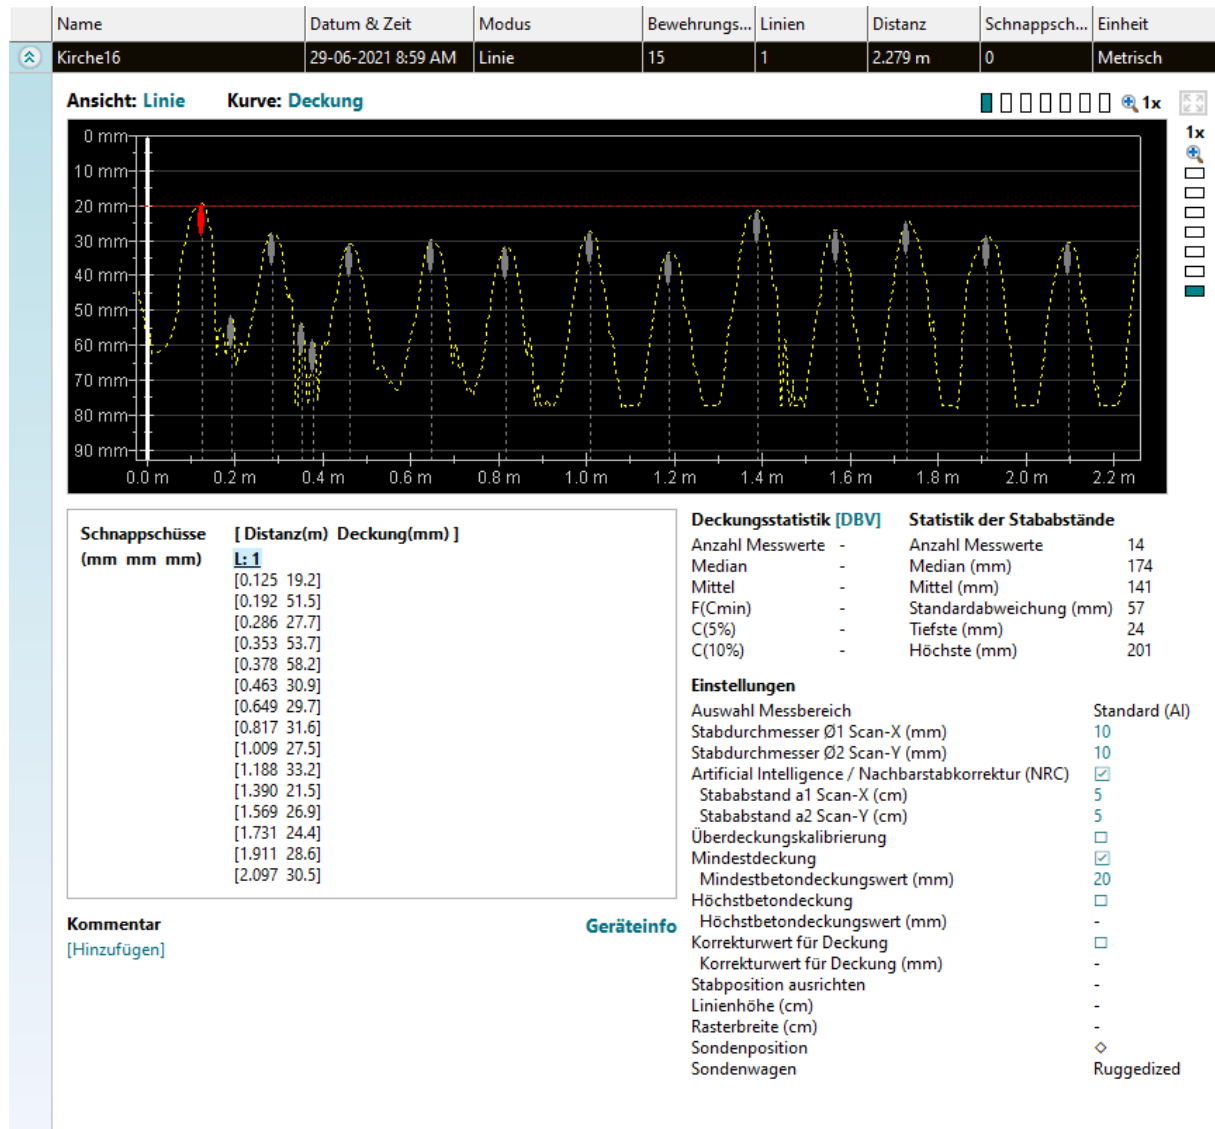 Name Datum & Zeit Modus Bewehrungs... Linien Distanz Schnappsch... Einheit
Kirche16 29-06-2021 8:59 AM Linie 15 1 2.279 m 0 Metrisch
Ansicht: Linie Kurve: Deckung 1x
1x
0 mm
10 mm
20 mm
30 mm
40 mm
50 mm
60 mm
70 mm
80 mm
90 mm
0.0 m 0.2 m 0.4 m 0.6 m 0.8 m 1.0 m 1.2 m 1.4 m 1.6 m 1.8 m 2.0 m 2.2 m
Schnappschüsse [ Distanz(m) Deckung(mm) ]
(mm mm mm) L: 1
[0.125 19.2]
[0.192 51.5]
[0.286 27.7]
[0.353 53.7]
[0.378 58.2]
[0.463 30.9]
[0.649 29.7]
[0.817 31.6]
[1.009 27.5]
[1.188 33.2]
[1.390 21.5]
[1.569 26.9]
[1.731 24.4]
[1.911 28.6]
[2.097 30.5]
Kommentar Geräteinfo
[Hinzufügen]
Deckungsstatistik [DBV] Statistik der Stababstände
Anzahl Messwerte - Anzahl Messwerte 14
Median - Median (mm) 174
Mittel - Mittel (mm) 141
F(Cmin) - Standardabweichung (mm) 57
C(5%) - Tiefste (mm) 24
C(10%) - Höchste (mm) 201
Einstellungen
Auswahl Messbereich Standard (AI)
Stabdurchmesser Ø1 Scan-X (mm) 10
Stabdurchmesser Ø2 Scan-Y (mm) 10
Artificial Intelligence / Nachbarstabkorrektur (NRC)
Stababstand a1 Scan-X (cm) 5
Stababstand a2 Scan-Y (cm) 5
Überdeckungskalibrierung
Mindestdeckung
Mindestbetondeckungswert (mm) 20
Höchstbetondeckung
Höchstbetondeckungswert (mm) -
Korrekturwert für Deckung
Korrekturwert für Deckung (mm) -
Stabposition ausrichten -
Linienhöhe (cm) -
Rasterbreite (cm) -
Sondenposition
Sondenwagen Ruggedized